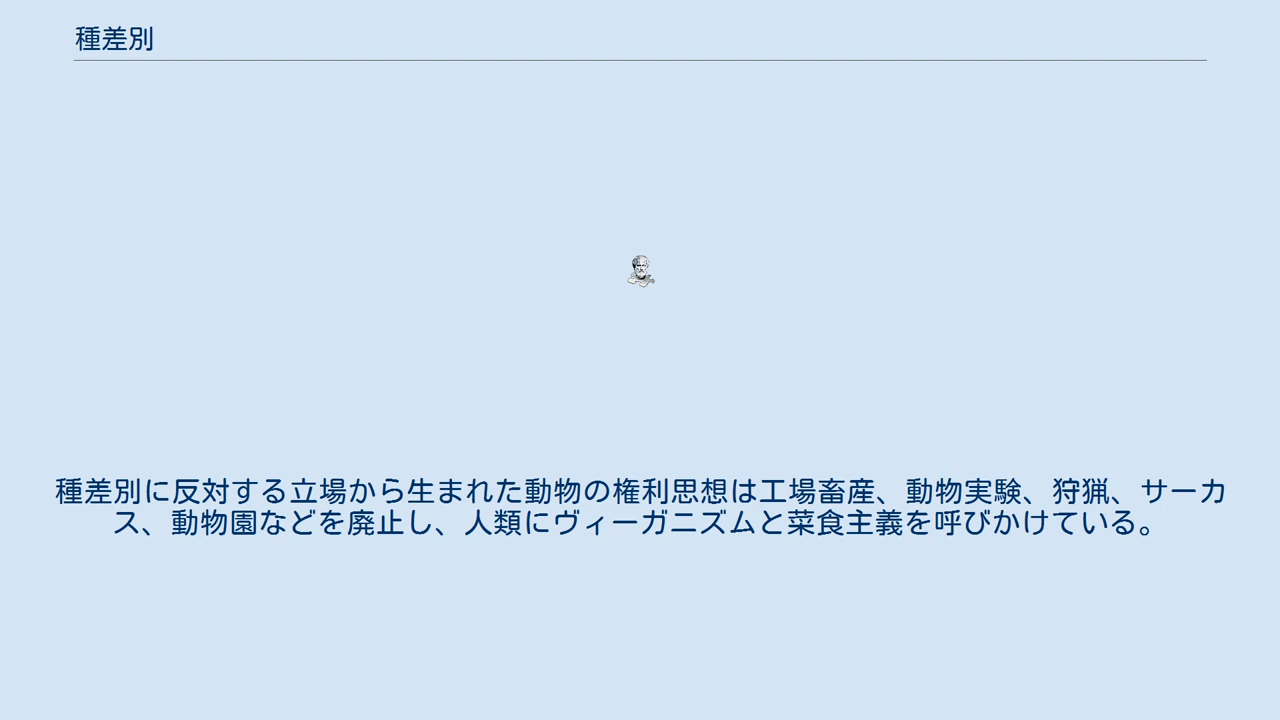 種差別
種差別に反対する立場から生まれた動物の権利思想は工場畜産、動物実験、狩猟、サーカ
ス、動物園などを廃止し、人類にヴィーガニズムと菜食主義を呼びかけている。